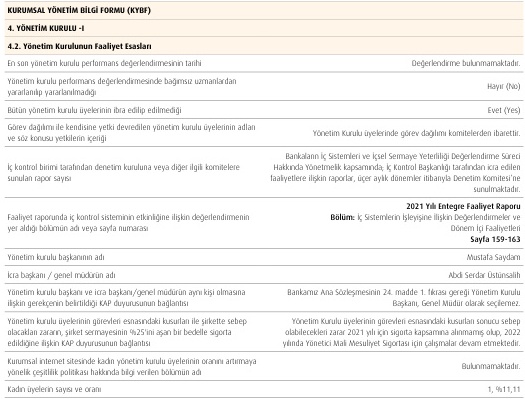 KURUMSAL YÖNETİM BİLGİ FORMU (KYBF)
4. YÖNETİM KURULU -I
4.2. Yönetim Kurulunun Faaliyet Esasları
En son yönetim kurulu performans değerlendirmesinin tarihi
Değerlendirme bulunmamaktadır.
Yönetim kurulu performans değerlendirmesinde bağımsız uzmanlardan
yararlanılıp yararlanılmadığı
Hayır (No)
Bütün yönetim kurulu üyelerinin ibra edilip edilmediği
Evet (Yes)
Görev dağılımı ile kendisine yetki devredilen yönetim kurulu üyelerinin adları
ve söz konusu yetkilerin içeriği
Yönetim Kurulu üyelerinde görev dağılımı komitelerden ibarettir.
İç kontrol birimi tarafından denetim kuruluna veya diğer ilgili komitelere
sunulan rapor sayısı
Bankaların İç Sistemleri ve İçsel Sermaye Yeterliliği Değerlendirme Süreci
Hakkında Yönetmelik kapsamında; İç Kontrol Başkanlığı tarafından icra edilen
faaliyetlere ilişkin raporlar, üçer aylık dönemler itibarıyla Denetim Komitesi'ne
sunulmaktadır.
Faaliyet raporunda iç kontrol sisteminin etkinliğine ilişkin değerlendirmenin
yer aldığı bölümün adı veya sayfa numarası
2021 Yılı Entegre Faaliyet Raporu
Bölüm: İç Sistemlerin İşleyişine İlişkin Değerlendirmeler ve
Dönem İçi Faaliyetleri
Sayfa 159-163
Yönetim kurulu başkanının adı
Mustafa Saydam
İcra başkanı / genel müdürün adı
Abdi Serdar Üstünsalih
Yönetim kurulu başkanı ve icra başkanı/genel müdürün aynı kişi olmasına
ilişkin gerekçenin belirtildiği KAP duyurusunun bağlantısı
Bankamız Ana Sözleşmesinin 24. madde 1. fıkrası gereği Yönetim Kurulu
Başkanı, Genel Müdür olarak seçilemez.
Yönetim kurulu üyelerinin görevleri esnasındaki kusurları ile şirkette sebep
olacakları zararın, şirket sermayesinin %25'ini aşan bir bedelle sigorta
edildiğine ilişkin KAP duyurusunun bağlantısı
Yönetim Kurulu üyelerinin görevleri esnasındaki kusurları sonucu sebep
olabilecekleri zarar 2021 yılı için sigorta kapsamına alınmamış olup, 2022
yılında Yönetici Mali Mesuliyet Sigortası için çalışmalar devam etmektedir.
Kurumsal internet sitesinde kadın yönetim kurulu üyelerinin oranını artırmaya
yönelik çeşitlilik politikası hakkında bilgi verilen bölümün adı
Bulunmamaktadır.
Kadın üyelerin sayısı ve oranı
1, %11,11